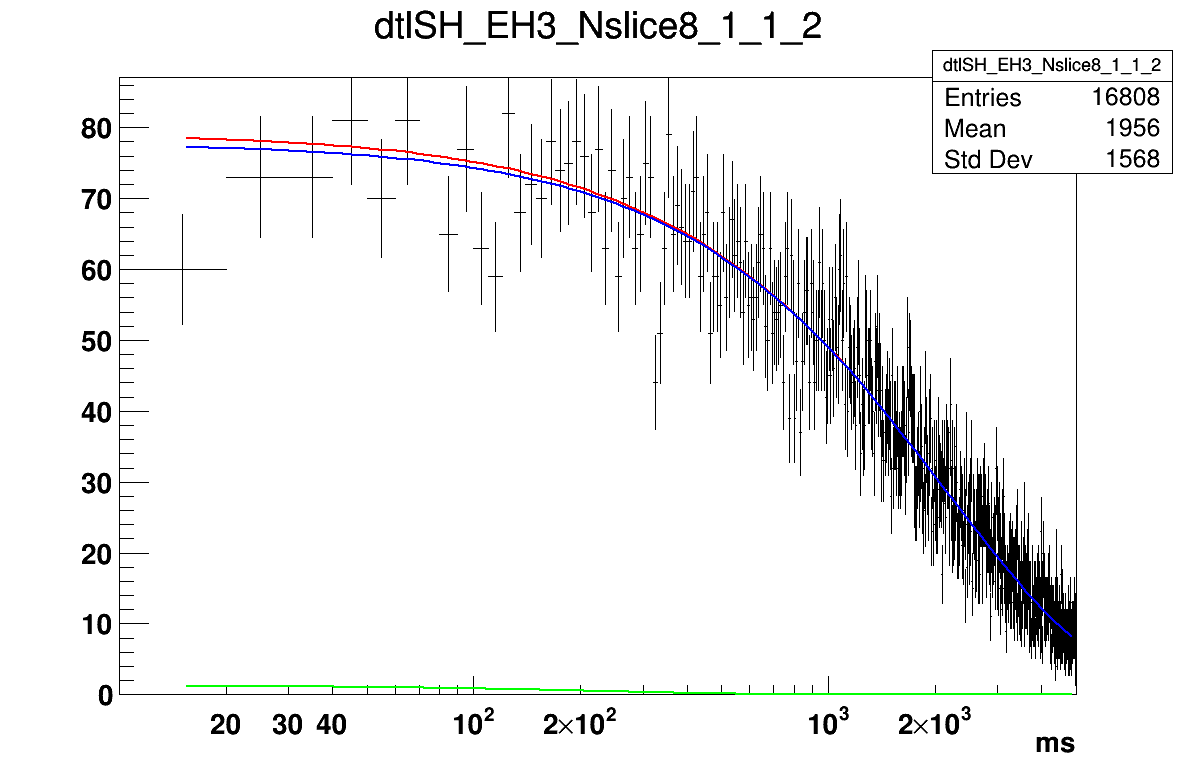 dtlSH_EH3_Nslice8_1_1_2
dtlSH_EH3_Nslice8_1_1_2
Entries 16808
Mean 1956
Std Dev 1568
80
70
60
50
40
30
20
10
0
20 30 40 10² 2×10² 10³ 2×10³
ms